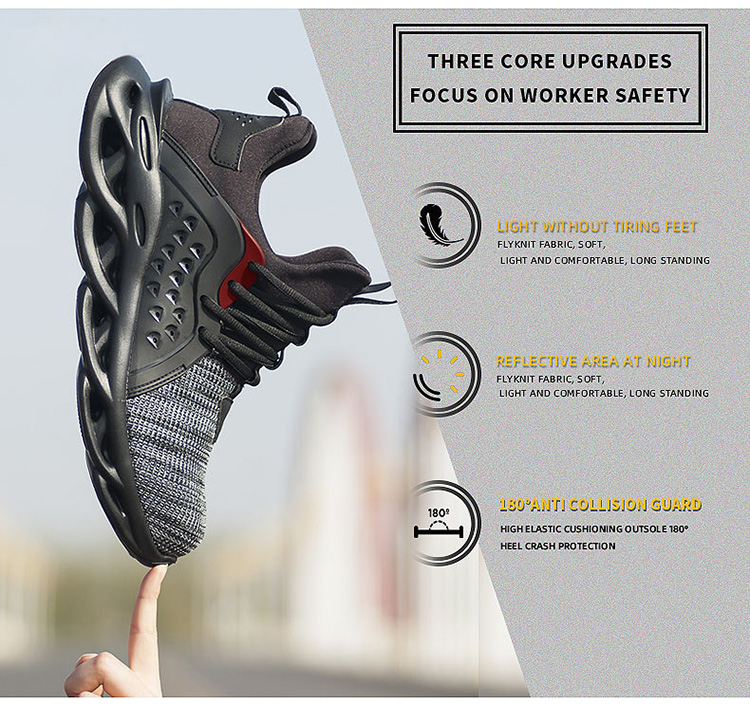 THREE CORE UPGRADES
FOCUS ON WORKER SAFETY
LIGHT WITHOUT TIRING FEET
FLYKNIT FABRIC, SOFT,
LIGHT AND COMFORTABLE, LONG STANDING
REFLECTIVE AREA AT NIGHT
FLYKNIT FABRIC, SOFT,
LIGHT AND COMFORTABLE, LONG STANDING
180°
180°ANTI COLLISION GUARD
HIGH ELASTIC CUSHIONING OUTSOLE 180°
HEEL CRASH PROTECTION